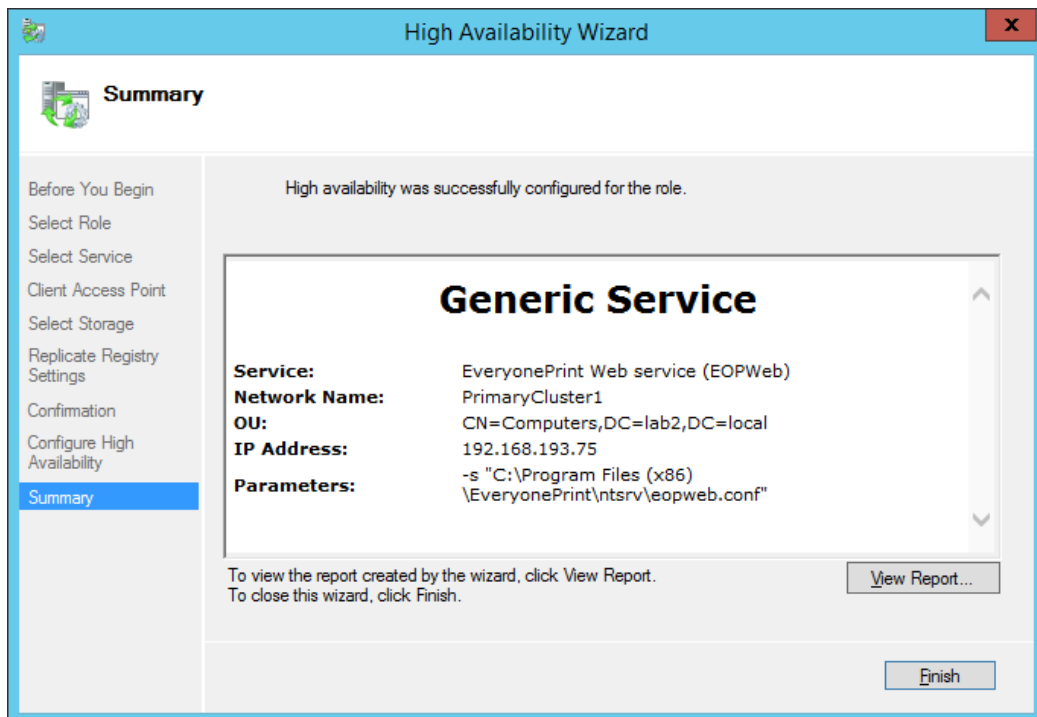 High Availability Wizard
x
Summary
Before You Begin
Select Role
Select Service
Client Access Point
Select Storage
Replicate Registry
Settings
Confirmation
Configure High
Availability
Summary
High availability was successfully configured for the role.
Generic Service
Service: EveryonePrint Web service (EOPWeb)
Network Name: PrimaryCluster1
OU: CN=Computers,DC=lab2,DC=local
IP Address: 192.168.193.75
Parameters: -s "C:\Program Files (x86)
\EveryonePrint\ntsrv\eopweb.conf"
To view the report created by the wizard, click View Report.
To close this wizard, click Finish.
View Report...
Finish